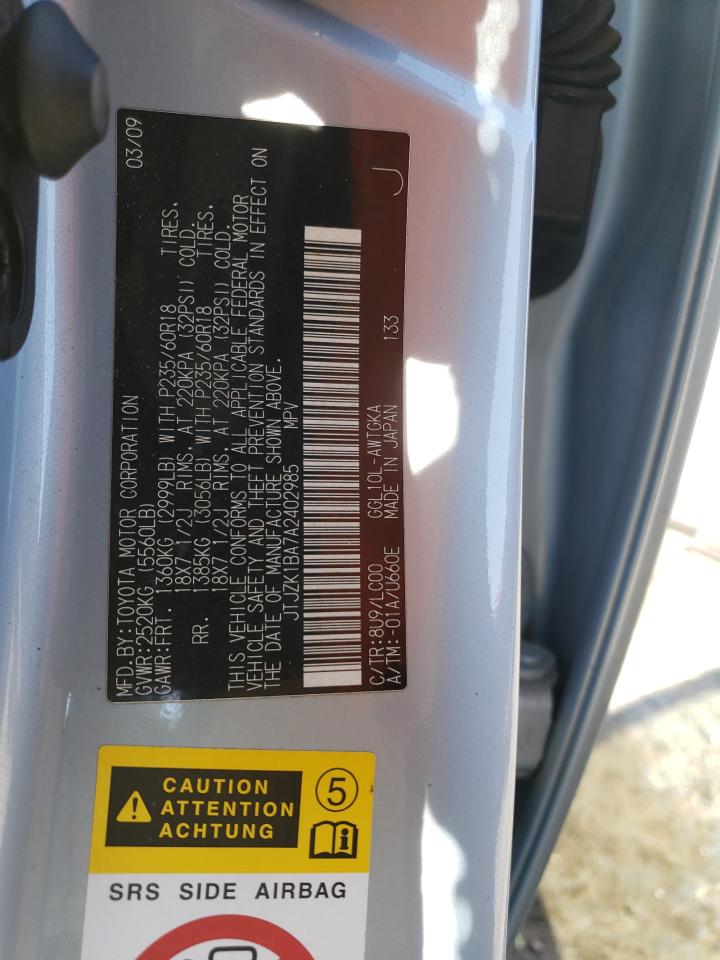 MFD. BY:TOYOTA MOTOR CORPORATION 03/09
GVWR:2520KG (5560LB)
GAWR:FRT. 1360KG (2999LB) WITH P235/60R18 TIRES,
18X7 1/2J RIMS, AT 220KPA (32PSI) COLD.
RR. 1385KG (3056LB) WITH P235/60R18 TIRES,
18X7 1/2J RIMS, AT 220KPA (32PSI) COLD.
THIS VEHICLE CONFORMS TO ALL APPLICABLE FEDERAL MOTOR
VEHICLE SAFETY AND THEFT PREVENTION STANDARDS IN EFFECT ON
THE DATE OF MANUFACTURE SHOWN ABOVE.
JTJZK1BA7A2402985 MPV
C/TR:8U9/LC00 GGL10L-AWTGKA J
A/TM:-01A/U660E MADE IN JAPAN 133
CAUTION
ATTENTION
ACHTUNG
5
SRS SIDE AIRBAG